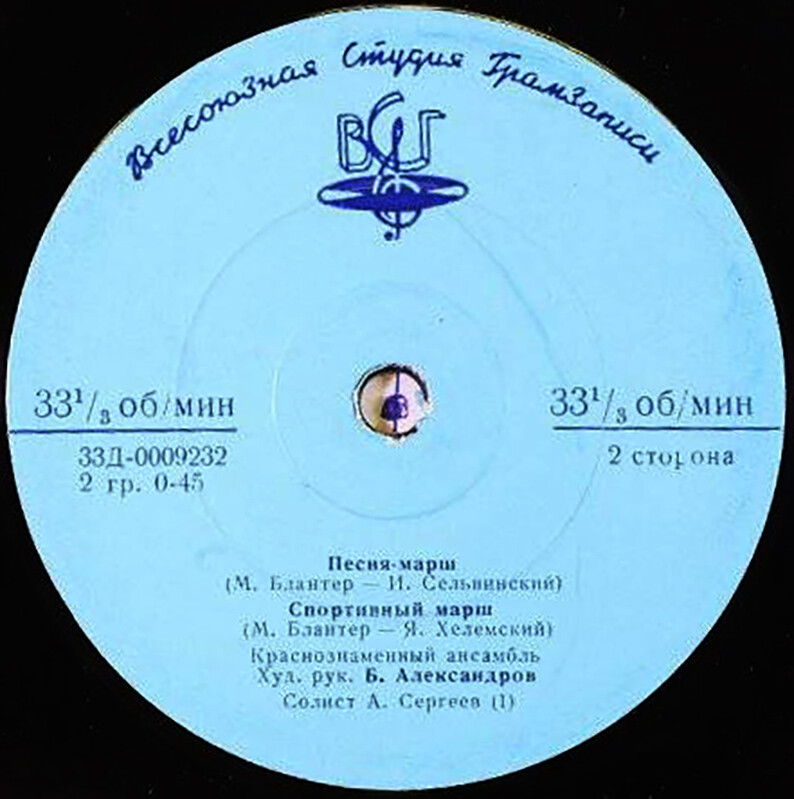 Всесоюзная Студия Грамзаписи
ВСГ
33¹/₃ об/мин
33¹/₃ об/мин
33Д-0009232
2 гр. 0-45
2 сторона
Песня-марш
(М. Блантер — И. Сельвинский)
Спортивный марш
(М. Блантер — Я. Хелемский)
Краснознаменный ансамбль
Худ. рук. Б. Александров
Солист А. Сергеев (1)